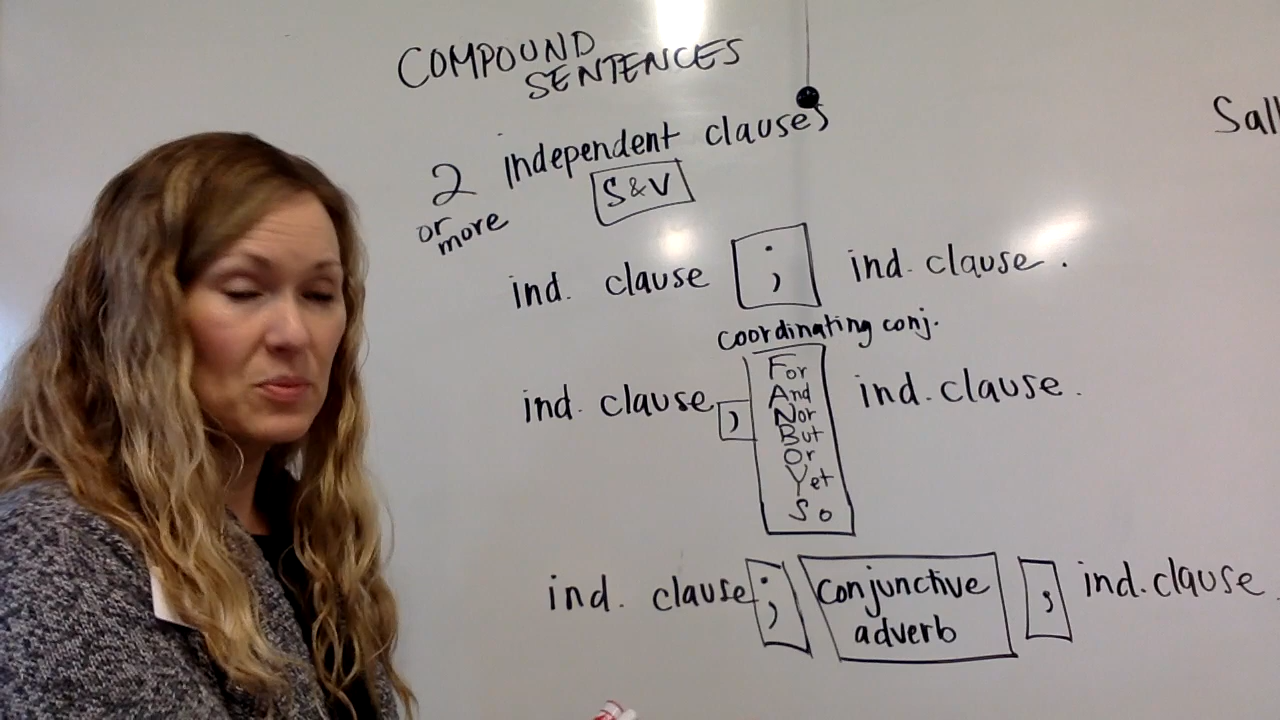 COMPOUND
SENTENCES
2 independent clauses
or more
S&V
ind. clause ; ind. clause.
coordinating conj.
ind. clause, For ind. clause.
And
Nor
But
Or
Yet
So
ind. clause ; conjunctive adverb , ind. clause.